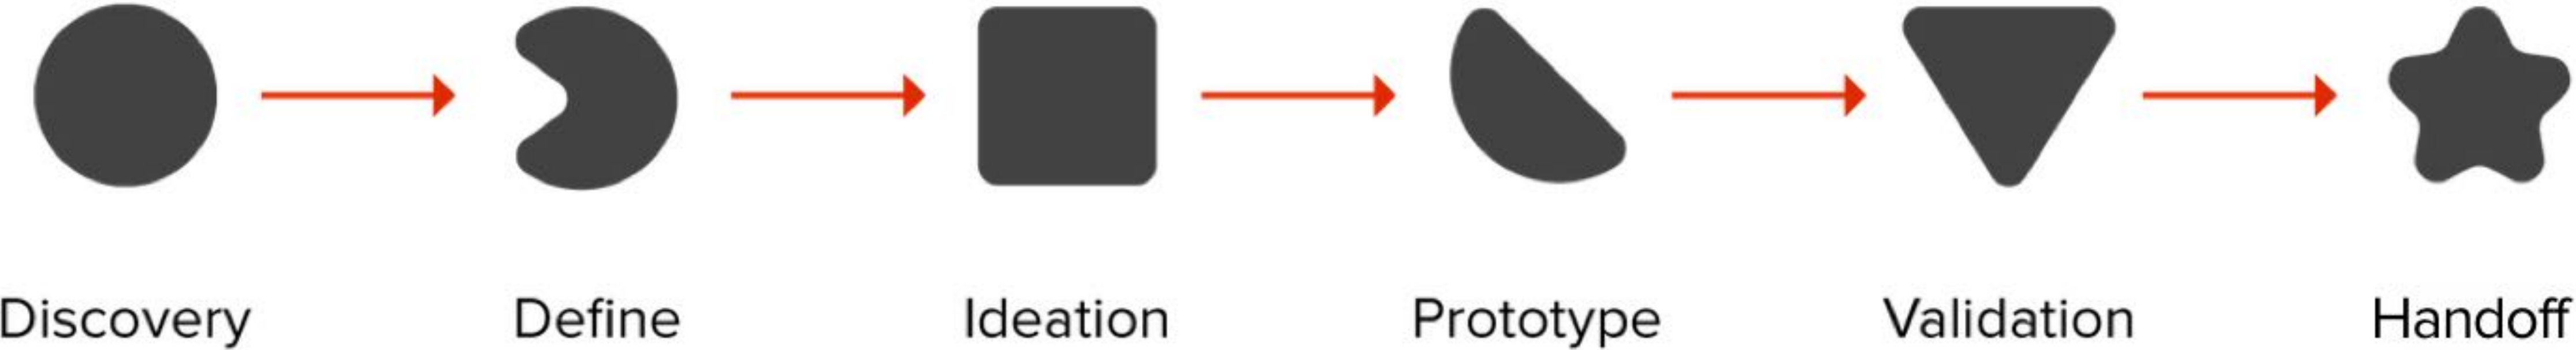 Discovery
Define
Ideation
Prototype
Validation
Handoff